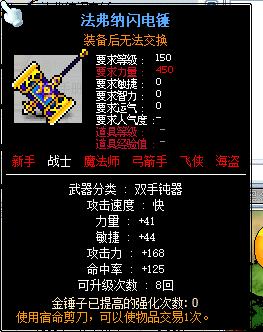 法弗纳闪电锤
装备后无法交换
要求等级： 150
要求力量： 450
要求敏捷： 0
要求智力： 0
要求运气： 0
要求人气度： -
道具等级： -
道具经验值： -
新手 战士 魔法师 弓箭手 飞侠 海盗
武器分类 : 双手钝器
攻击速度 : 快
力量 : +41
敏捷 : +44
攻击力 : +168
命中率 : +125
可升级次数 : 8回
金锤子已提高的强化次数: 0
使用宿命剪刀，可以使物品交易1次。